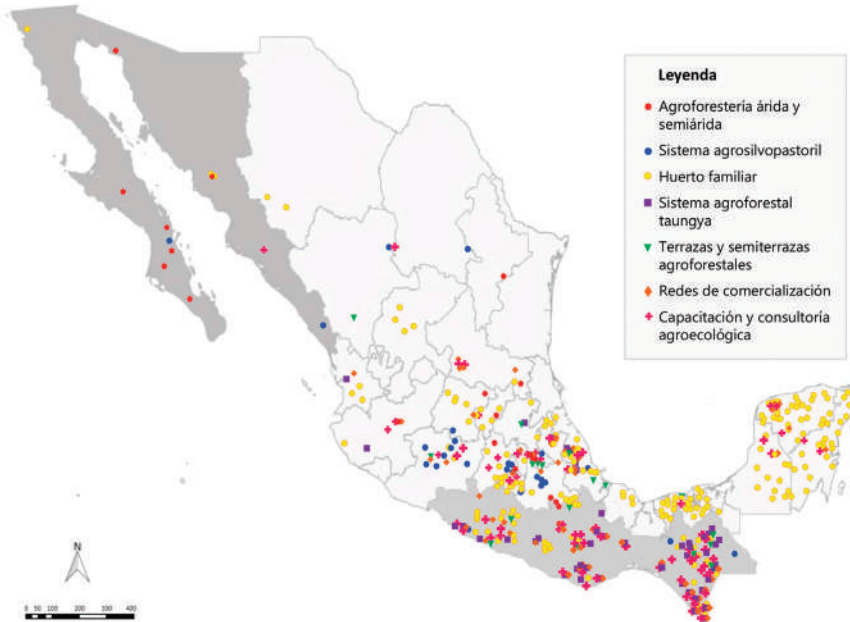 Leyenda
Agroforestería árida y
semiárida
Sistema agrosilvopastoril
Huerto familiar
Sistema agroforestal
taungya
Terrazas y semiterrazas
agroforestales
Redes de comercialización
Capacitación y consultoría
agroecológica
N
0 50 100 200 300 400